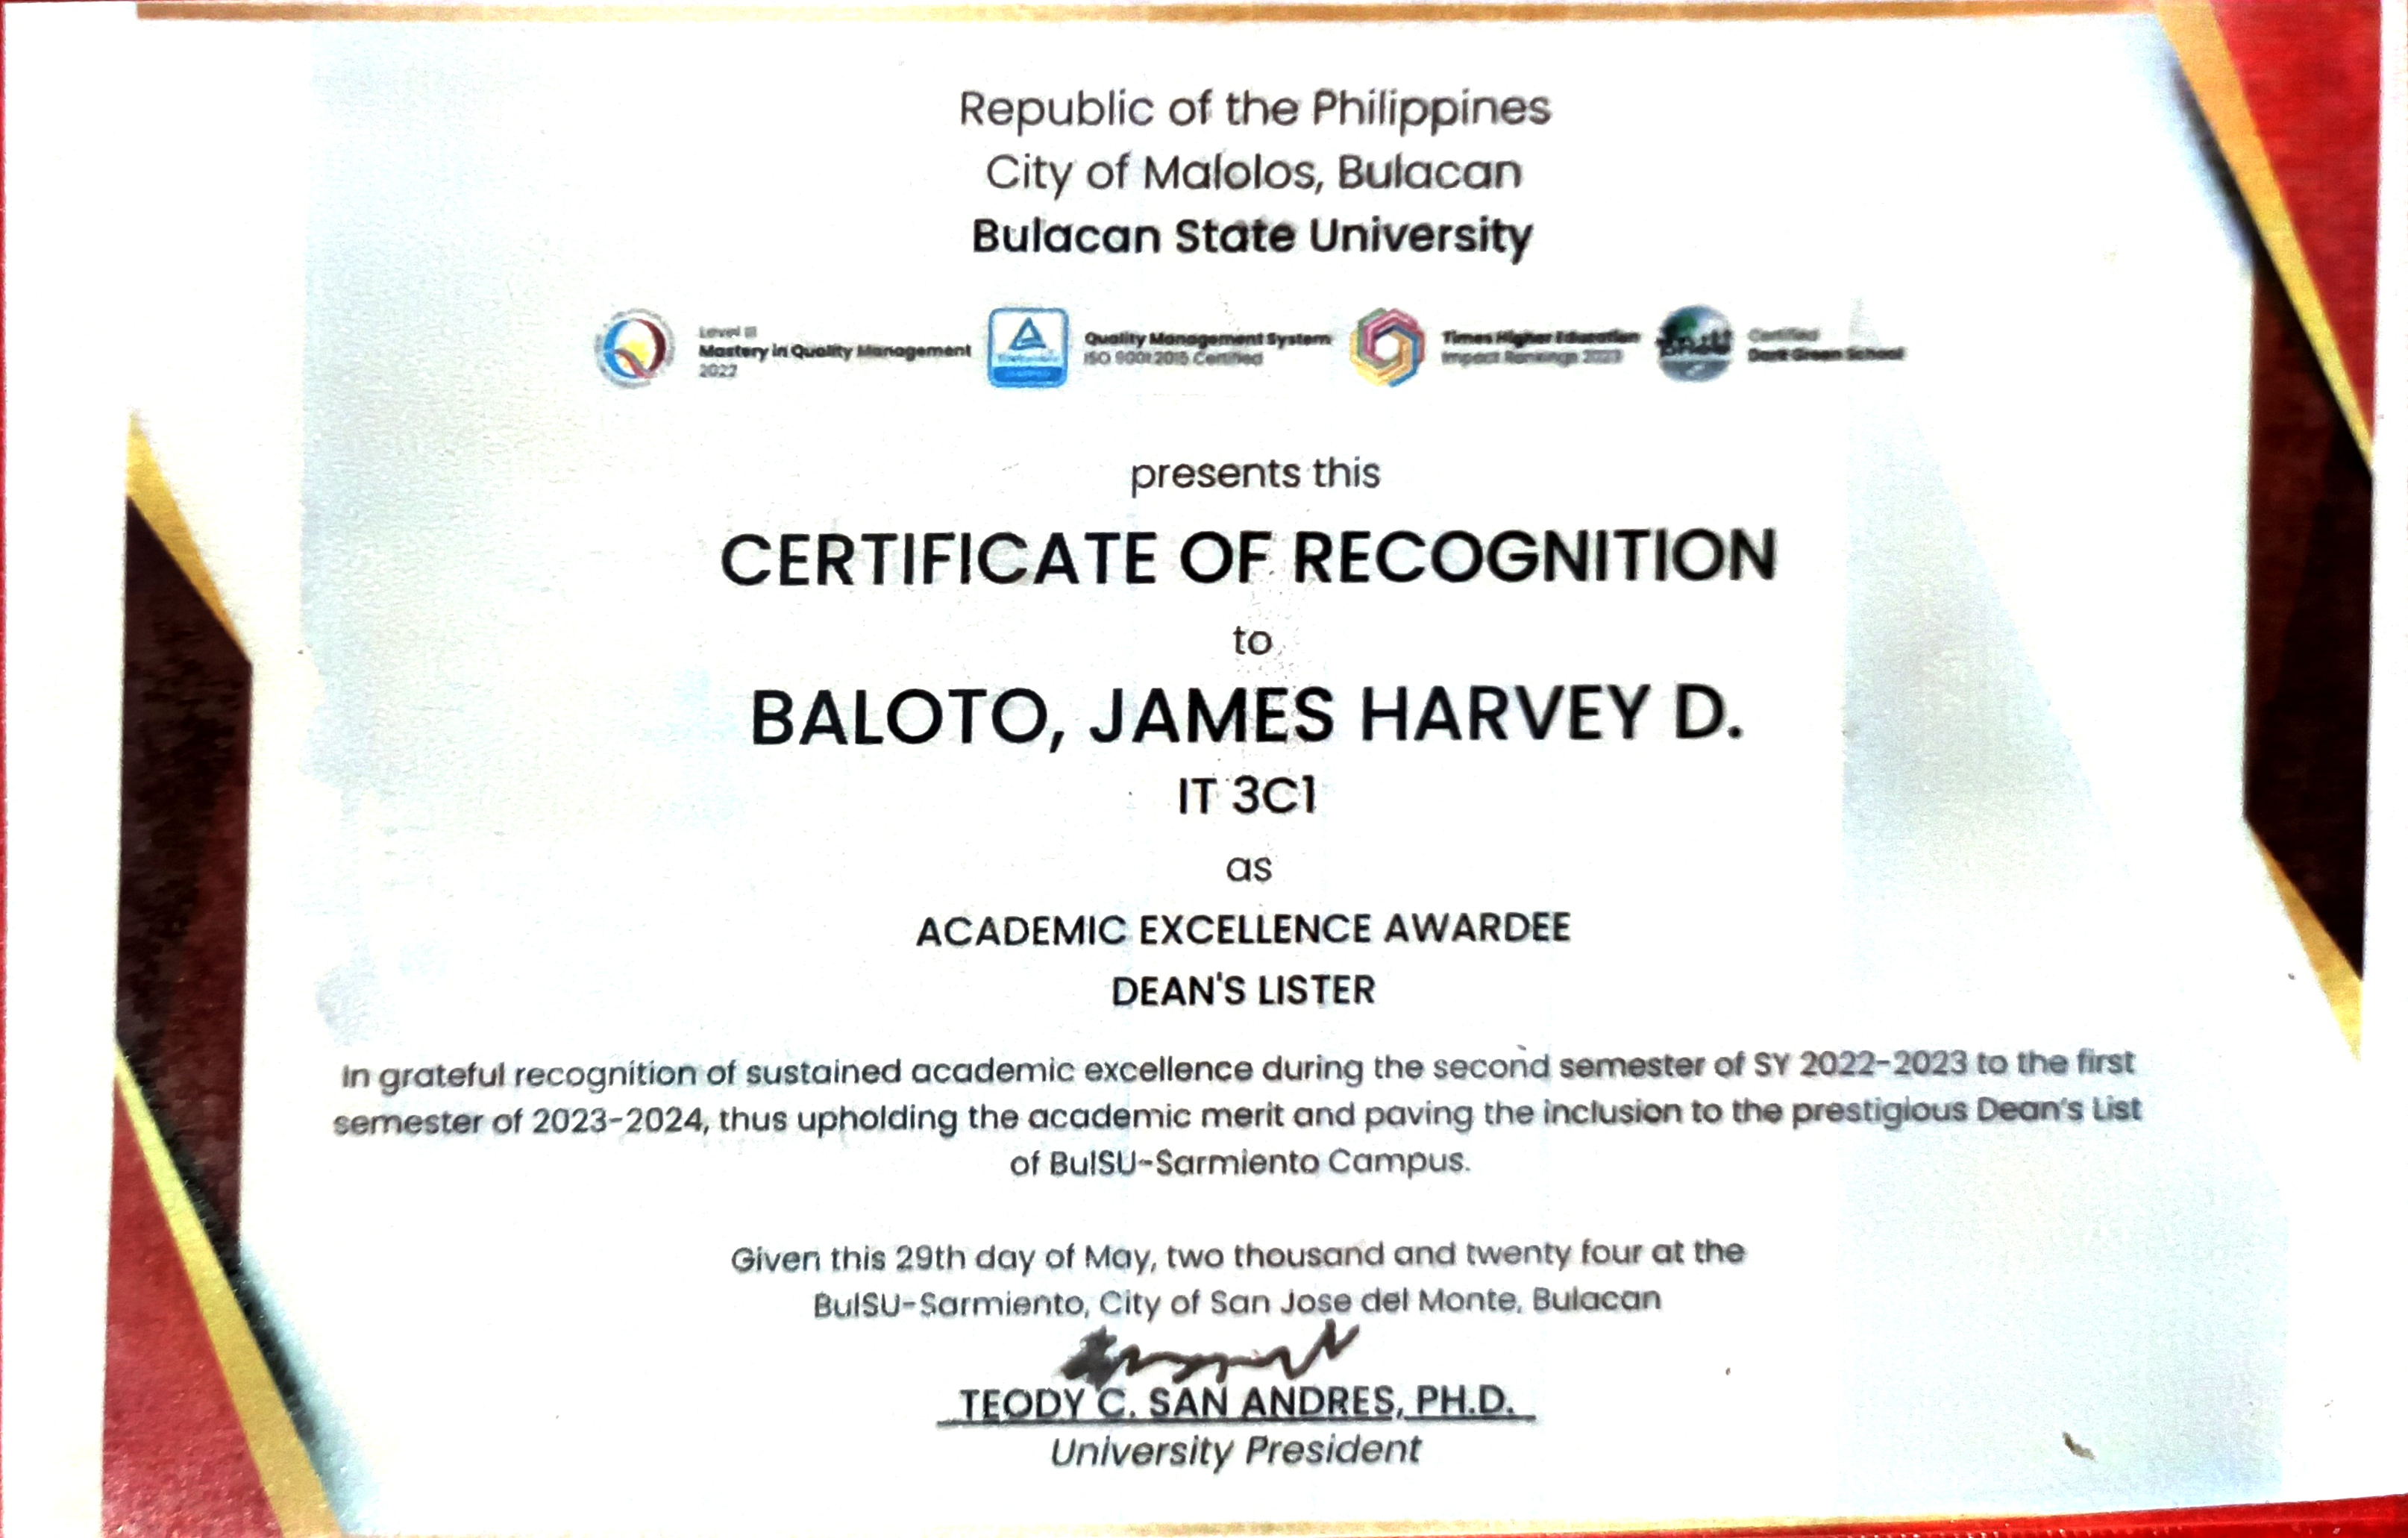 Republic of the Philippines
City of Malolos, Bulacan
Bulacan State University
Level III
Mastery in Quality Management
2022
Quality Management System
ISO 9001:2015 Certified
Times Higher Education
Impact Rankings 2023
Certified
Dark Green School
presents this
CERTIFICATE OF RECOGNITION
to
BALOTO, JAMES HARVEY D.
IT 3C1
as
ACADEMIC EXCELLENCE AWARDEE
DEAN'S LISTER
In grateful recognition of sustained academic excellence during the second semester of SY 2022-2023 to the first
semester of 2023-2024, thus upholding the academic merit and paving the inclusion to the prestigious Dean's List
of BulSU-Sarmiento Campus.
Given this 29th day of May, two thousand and twenty four at the
BulSU-Sarmiento, City of San Jose del Monte, Bulacan
TEODY C. SAN ANDRES, PH.D.
University President